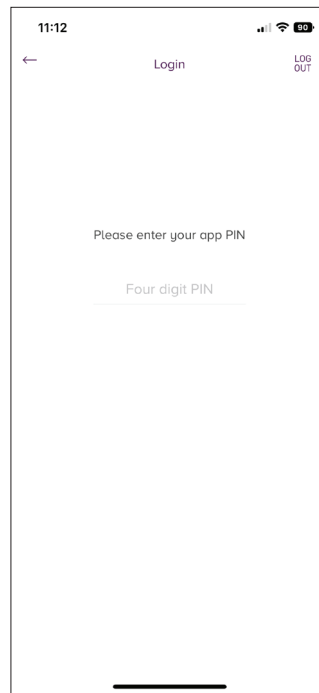 11:12
90
← Login LOG
OUT
Please enter your app PIN
Four digit PIN